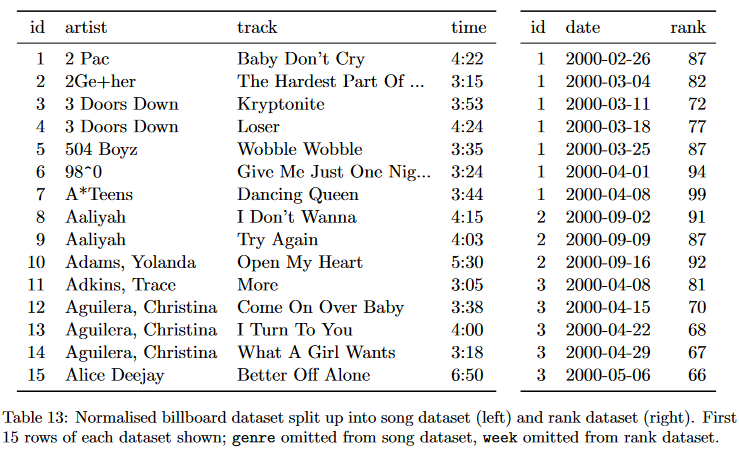 id artist track time id date rank
1 2 Pac Baby Don't Cry 4:22 1 2000-02-26 87
2 2Ge+her The Hardest Part Of ... 3:15 1 2000-03-04 82
3 3 Doors Down Kryptonite 3:53 1 2000-03-11 72
4 3 Doors Down Loser 4:24 1 2000-03-18 77
5 504 Boyz Wobble Wobble 3:35 1 2000-03-25 87
6 98^0 Give Me Just One Nig... 3:24 1 2000-04-01 94
7 A*Teens Dancing Queen 3:44 1 2000-04-08 99
8 Aaliyah I Don't Wanna 4:15 2 2000-09-02 91
9 Aaliyah Try Again 4:03 2 2000-09-09 87
10 Adams, Yolanda Open My Heart 5:30 2 2000-09-16 92
11 Adkins, Trace More 3:05 3 2000-04-08 81
12 Aguilera, Christina Come On Over Baby 3:38 3 2000-04-15 70
13 Aguilera, Christina I Turn To You 4:00 3 2000-04-22 68
14 Aguilera, Christina What A Girl Wants 3:18 3 2000-04-29 67
15 Alice Deejay Better Off Alone 6:50 3 2000-05-06 66
Table 13: Normalised billboard dataset split up into song dataset (left) and rank dataset (right). First
15 rows of each dataset shown; genre omitted from song dataset, week omitted from rank dataset.